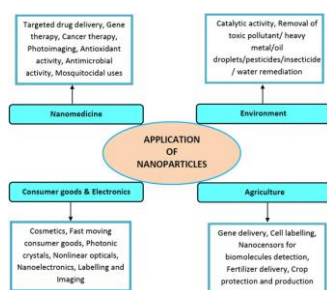 Targeted drug delivery, Gene
therapy, Cancer therapy,
Photoimaging, Antioxidant
activity, Antimicrobial
activity, Mosquitocidal uses
Catalytic activity, Removal of
toxic pollutant/ heavy
metal/oil
droplets/pesticides/insecticide
/ water remediation
Nanomedicine
Environment
APPLICATION
OF
NANOPARTICLES
Consumer goods & Electronics
Agriculture
Cosmetics, Fast moving
consumer goods, Photonic
crystals, Nonlinear opticals,
Nanoelectronics, Labelling and
Imaging
Gene delivery, Cell labelling,
Nanocensors for
biomolecules detection,
Fertilizer delivery, Crop
protection and production